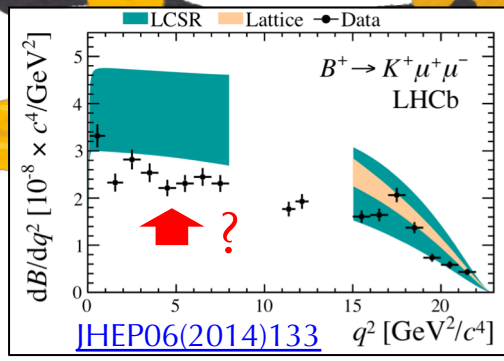 LCSR Lattice Data
dB/dq² [10⁻⁸ × c⁴/GeV²]
5
4
3
2
1
0
B⁺ → K⁺μ⁺μ⁻
LHCb
?
0 5 10 15 20
JHEP06(2014)133 q² [GeV²/c⁴]